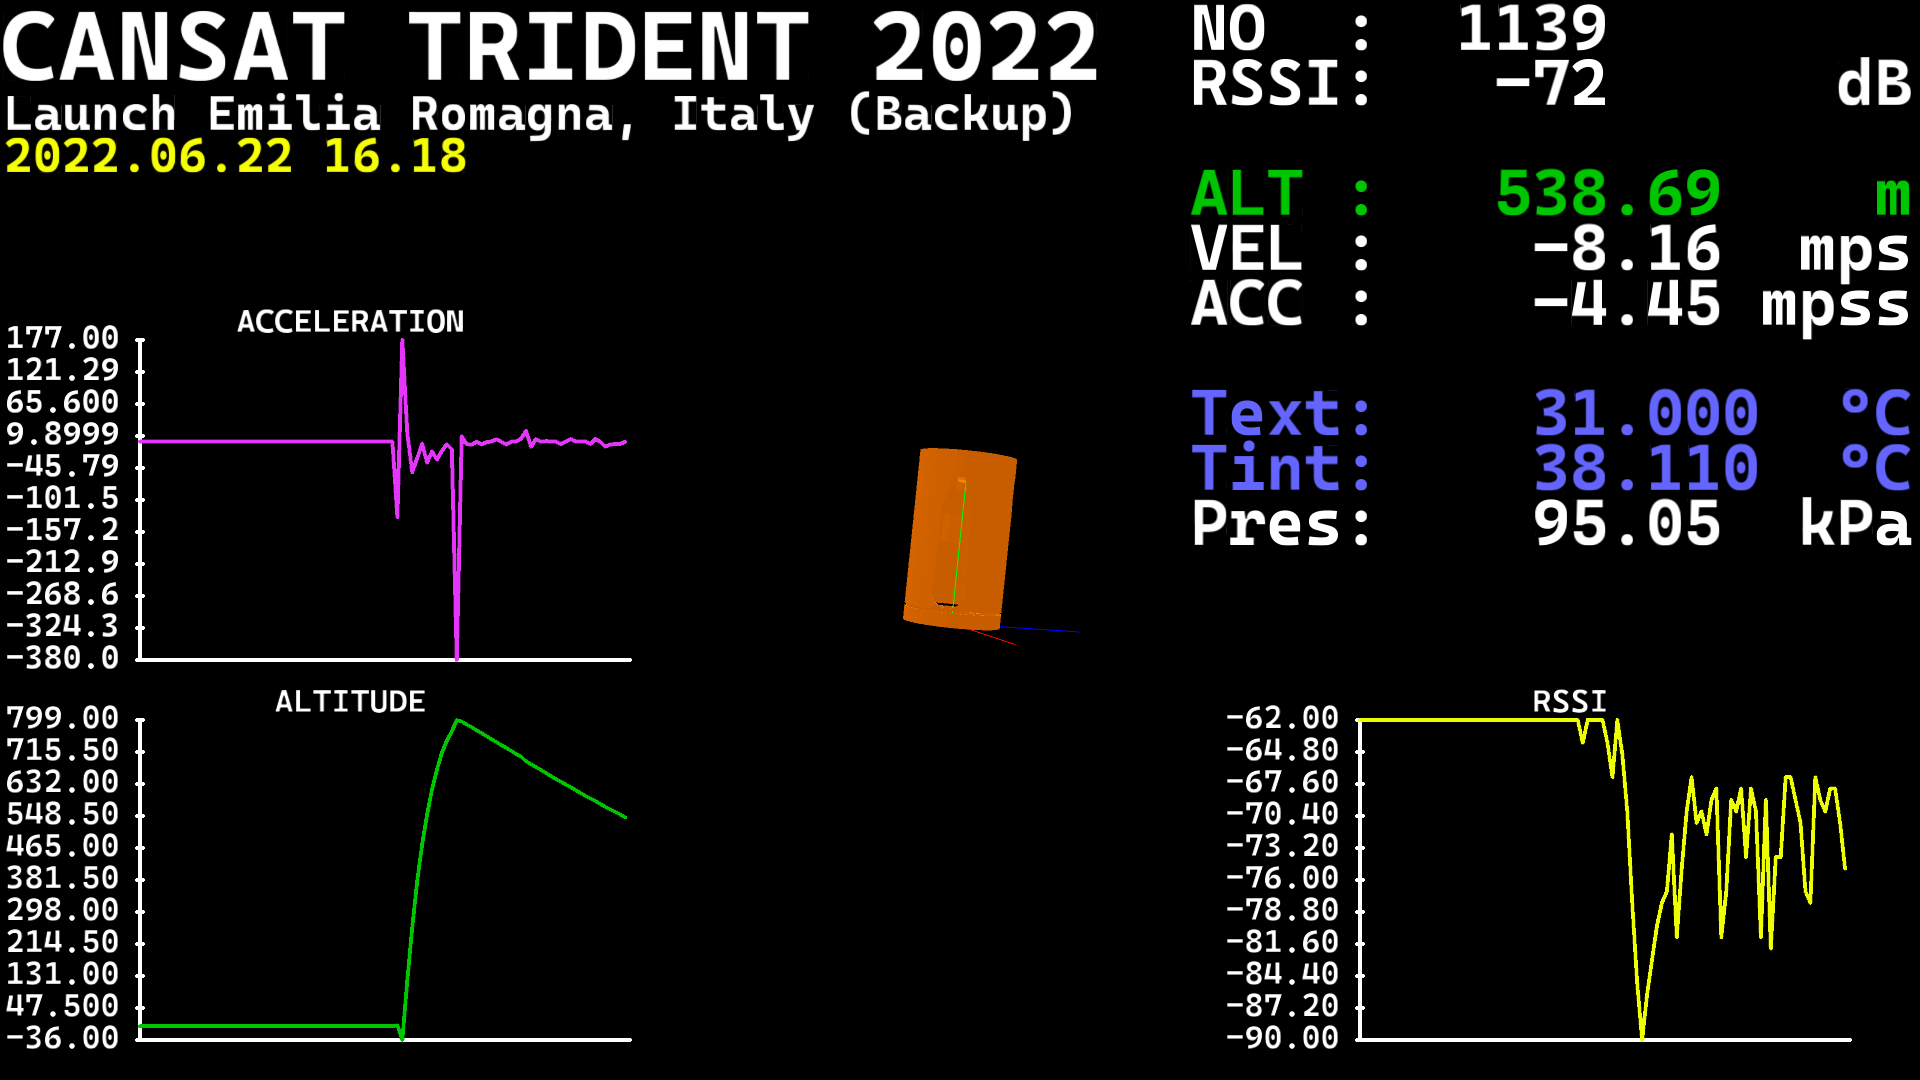 CANSAT TRIDENT 2022
Launch Emilia Romagna, Italy (Backup)
2022.06.22 16.18
NO : 1139
RSSI: -72 dB
ALT : 538.69 m
VEL : -8.16 mps
ACC : -4.45 mpss
Text: 31.000 °C
Tint: 38.110 °C
Pres: 95.05 kPa
ACCELERATION
177.00
121.29
65.600
9.8999
-45.79
-101.5
-157.2
-212.9
-268.6
-324.3
-380.0
ALTITUDE
799.00
715.50
632.00
548.50
465.00
381.50
298.00
214.50
131.00
47.500
-36.00
RSSI
-62.00
-64.80
-67.60
-70.40
-73.20
-76.00
-78.80
-81.60
-84.40
-87.20
-90.00